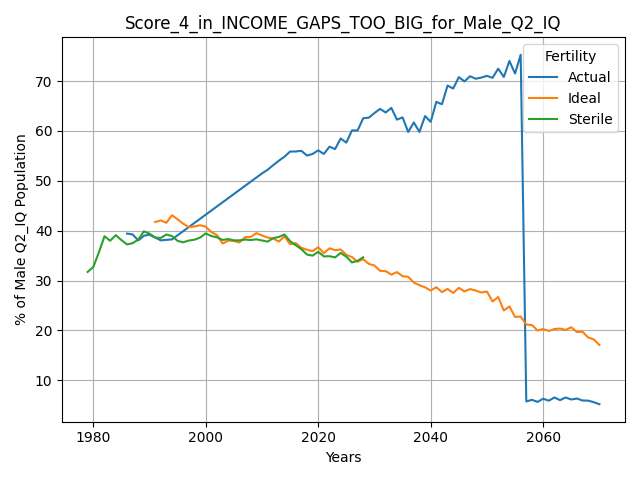 Score_4_in_INCOME_GAPS_TOO_BIG_for_Male_Q2_IQ
Fertility
Actual
Ideal
Sterile
% of Male Q2_IQ Population
70
60
50
40
30
20
10
1980
2000
2020
2040
2060
Years